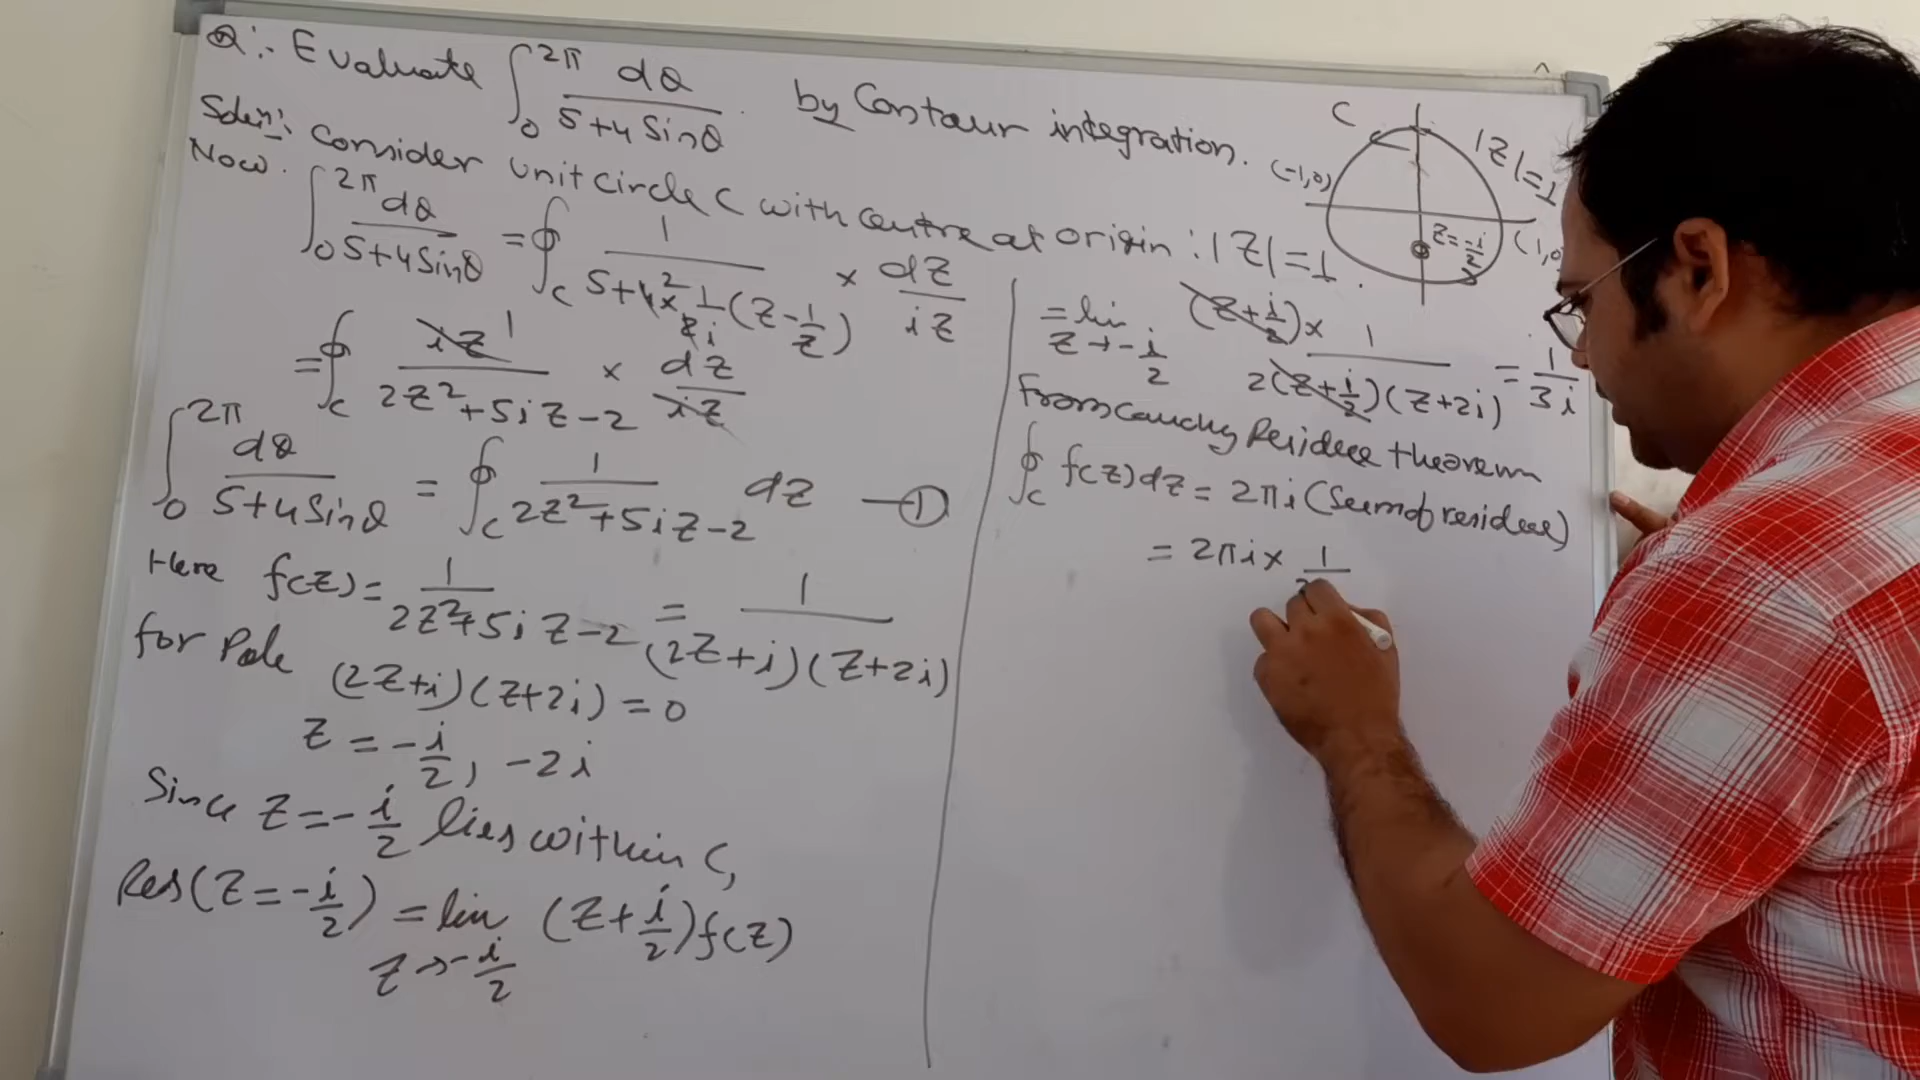 Q:- Evaluate ∫₀^2π dθ/(5+4 Sinθ) by Contour integration.
Soln: Consider unit circle C with centre at origin : |Z|=1.
Now. ∫₀^2π dθ/(5+4Sinθ) = ∮_C 1/(5+4² × 1/2i (Z-1/Z)) × dZ/iZ
= ∮_C iZ 1/(2Z²+5iZ-2) × dZ/iZ
∫₀^2π dθ/(5+4Sinθ) = ∮_C 1/(2Z²+5iZ-2) dZ —①
Here f(Z)= 1/(2Z²+5iZ-2) = 1/((2Z+i)(Z+2i))
for Pole
(2Z+i)(Z+2i) = 0
Z = -i/2, -2i
Since Z=-i/2 lies within C,
Res(Z=-i/2) = lim Z→-i/2 (Z+i/2)f(Z)
C
|Z|=1
(-1,0)
Z=-i/2
(1,0
= lim Z→-i/2 (Z+i/2) × 1/(2(Z+i/2)(Z+2i)) = 1/3i
From Cauchy Residue theorem
∮_C f(Z)dZ = 2πi (Sum of residue)
= 2πi × 1